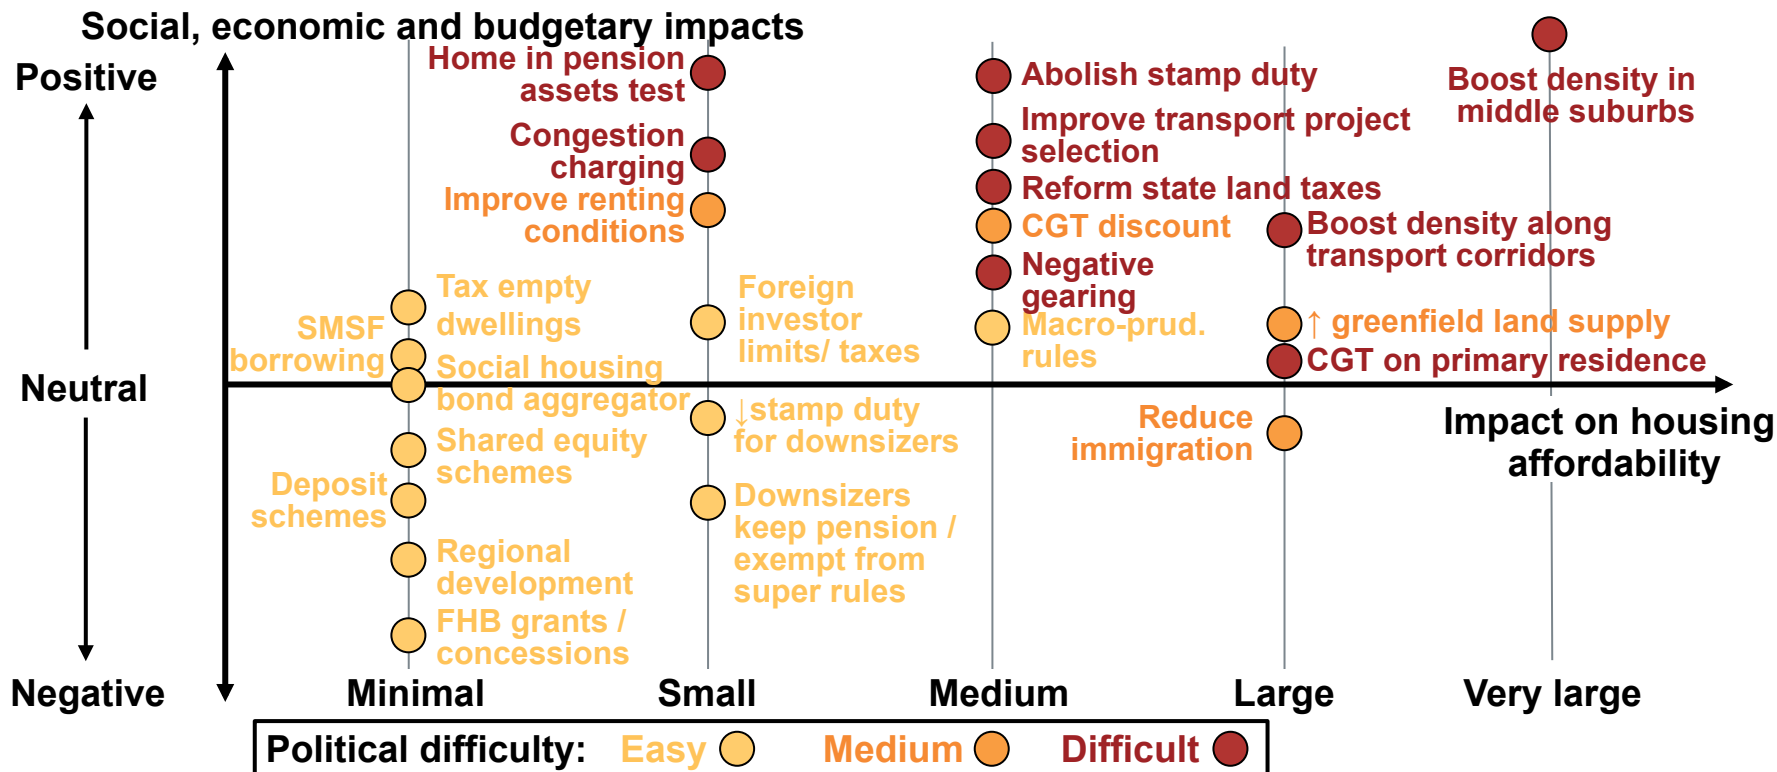 Social, economic and budgetary impacts
Positive
Neutral
Negative
Home in pension
assets test
Congestion
charging
Improve renting
conditions
Tax empty
dwellings
SMSF
borrowing
Social housing
bond aggregator
Shared equity
schemes
Deposit
schemes
Regional
development
FHB grants /
concessions
Foreign
investor
limits/ taxes
↓stamp duty
for downsizers
Downsizers
keep pension /
exempt from
super rules
Abolish stamp duty
Improve transport project
selection
Reform state land taxes
CGT discount
Negative
gearing
Macro-prud.
rules
Boost density in
middle suburbs
Boost density along
transport corridors
↑ greenfield land supply
CGT on primary residence
Reduce
immigration
Impact on housing
affordability
Minimal
Small
Medium
Large
Very large
Political difficulty: Easy Medium Difficult